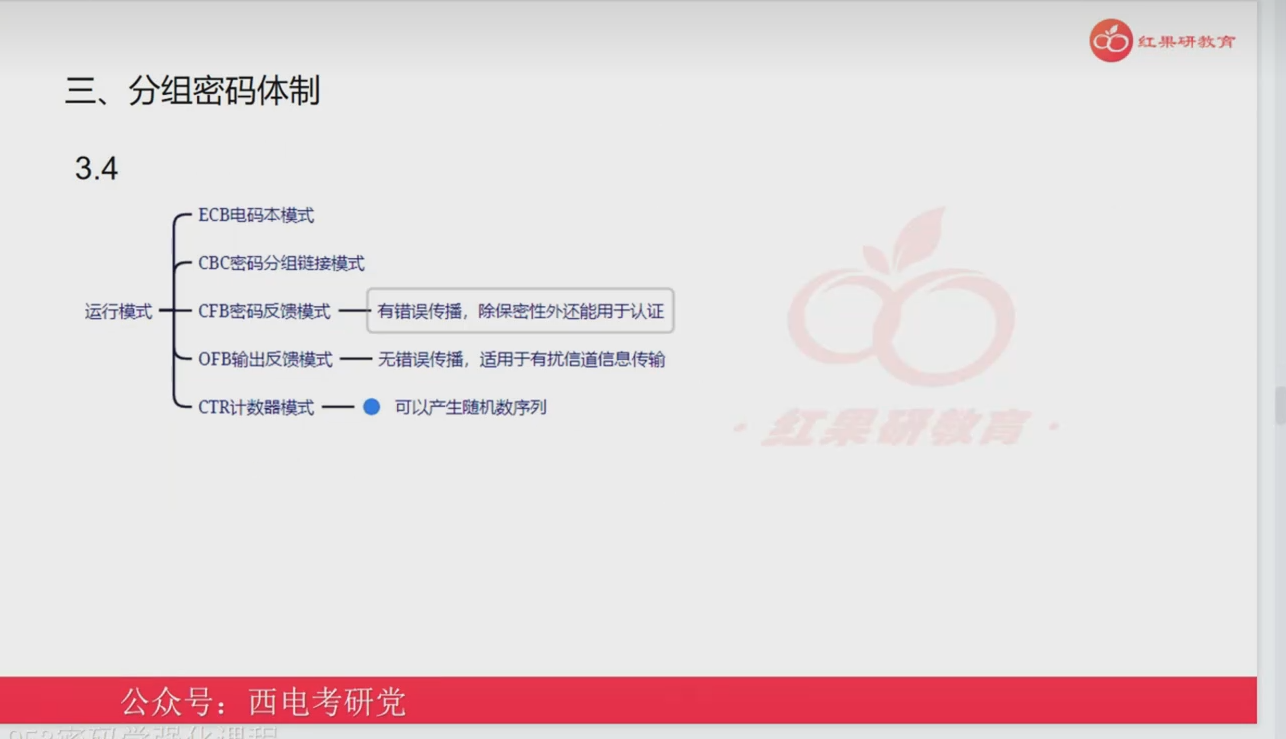 红果研教育
三、分组密码体制
3.4
ECB电码本模式
CBC密码分组链接模式
运行模式
CFB密码反馈模式
有错误传播，除保密性外还能用于认证
OFB输出反馈模式
无错误传播，适用于有扰信道信息传输
CTR计数器模式
可以产生随机数序列
·红果研教育·
公众号：西电考研党